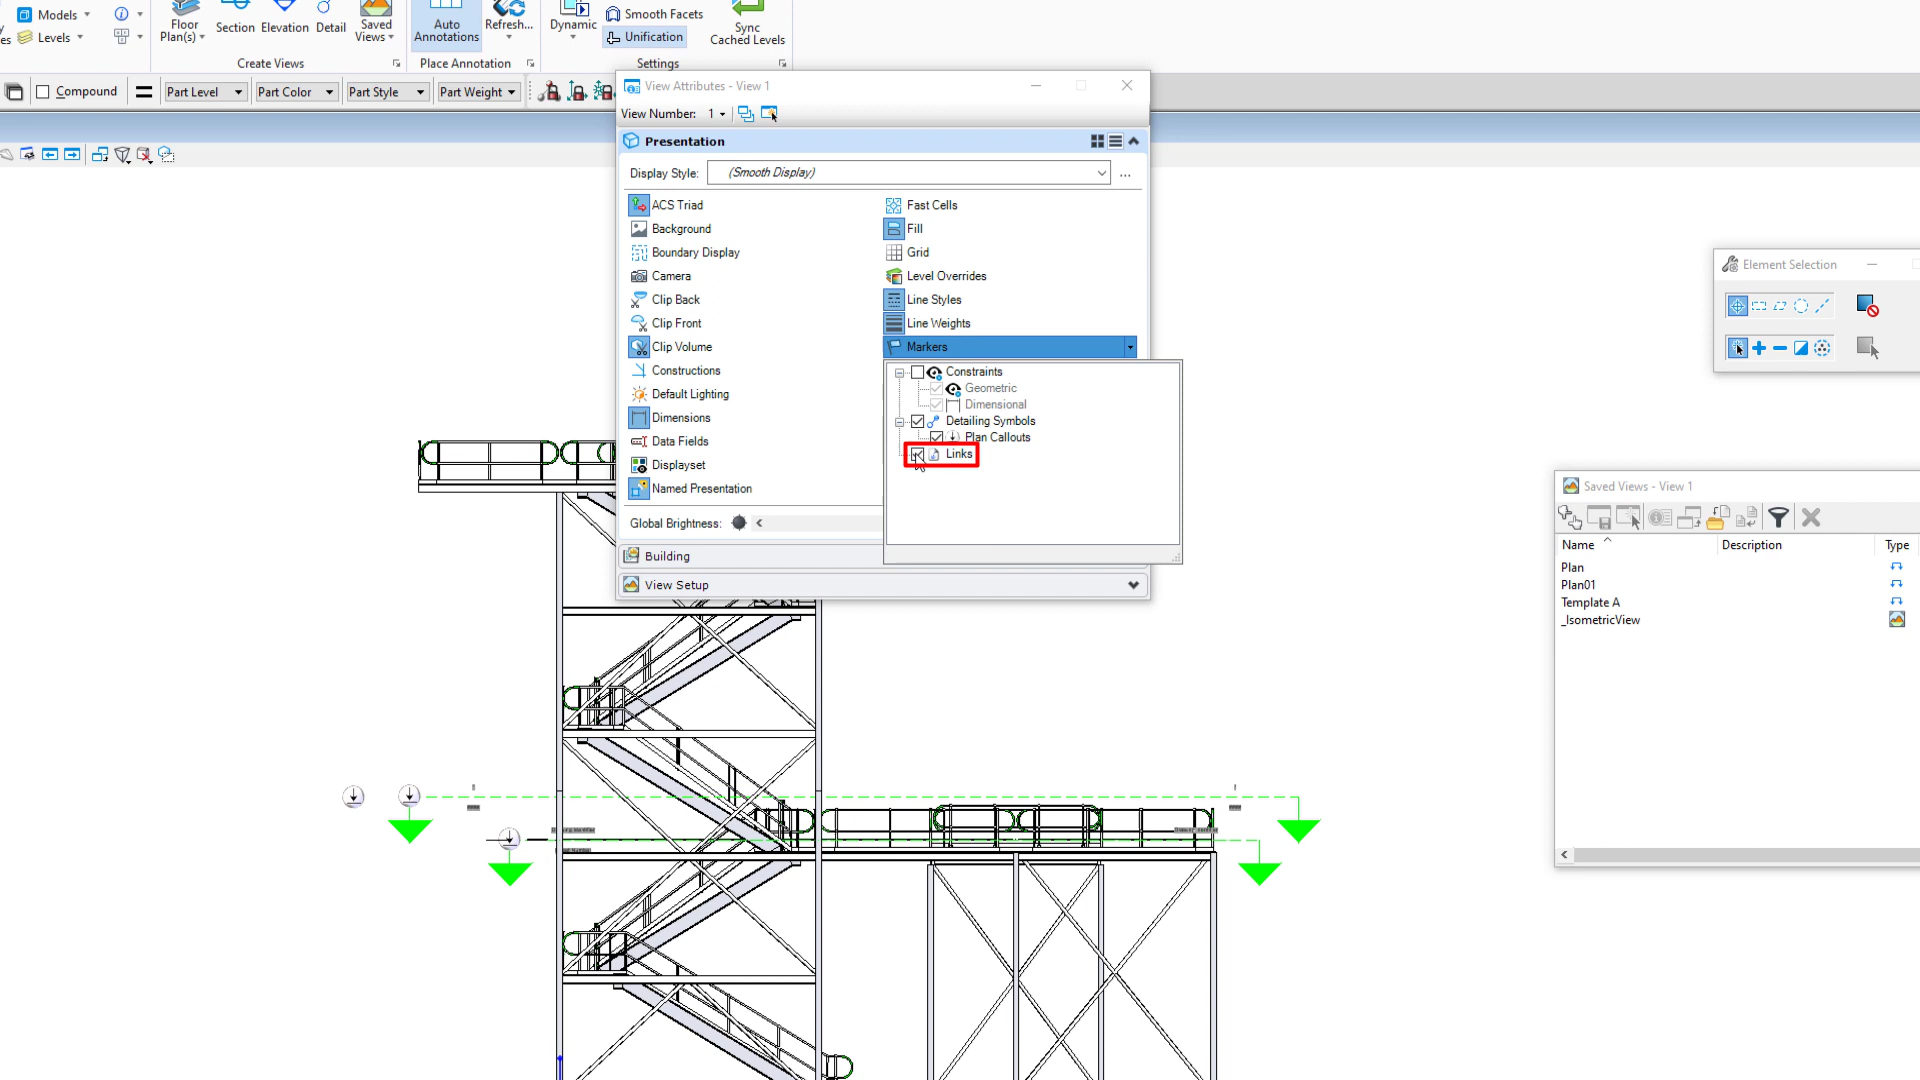 Models
Levels
es
Floor
Plan(s)
Section
Elevation
Detail
Saved
Views
Create Views
Auto
Annotations
Refresh...
Place Annotation
Dynamic
Smooth Facets
Unification
Sync
Cached Levels
Settings
Compound
Part Level
Part Color
Part Style
Part Weight
View Attributes - View 1
View Number: 1
Presentation
Display Style: (Smooth Display) ...
ACS Triad
Background
Boundary Display
Camera
Clip Back
Clip Front
Clip Volume
Constructions
Default Lighting
Dimensions
Data Fields
Displayset
Named Presentation
Fast Cells
Fill
Grid
Level Overrides
Line Styles
Line Weights
Markers
Constraints
Geometric
Dimensional
Detailing Symbols
Plan Callouts
Links
Global Brightness:
Building
View Setup
Element Selection
Saved Views - View 1
Name Description Type
Plan
Plan01
Template A
_IsometricView